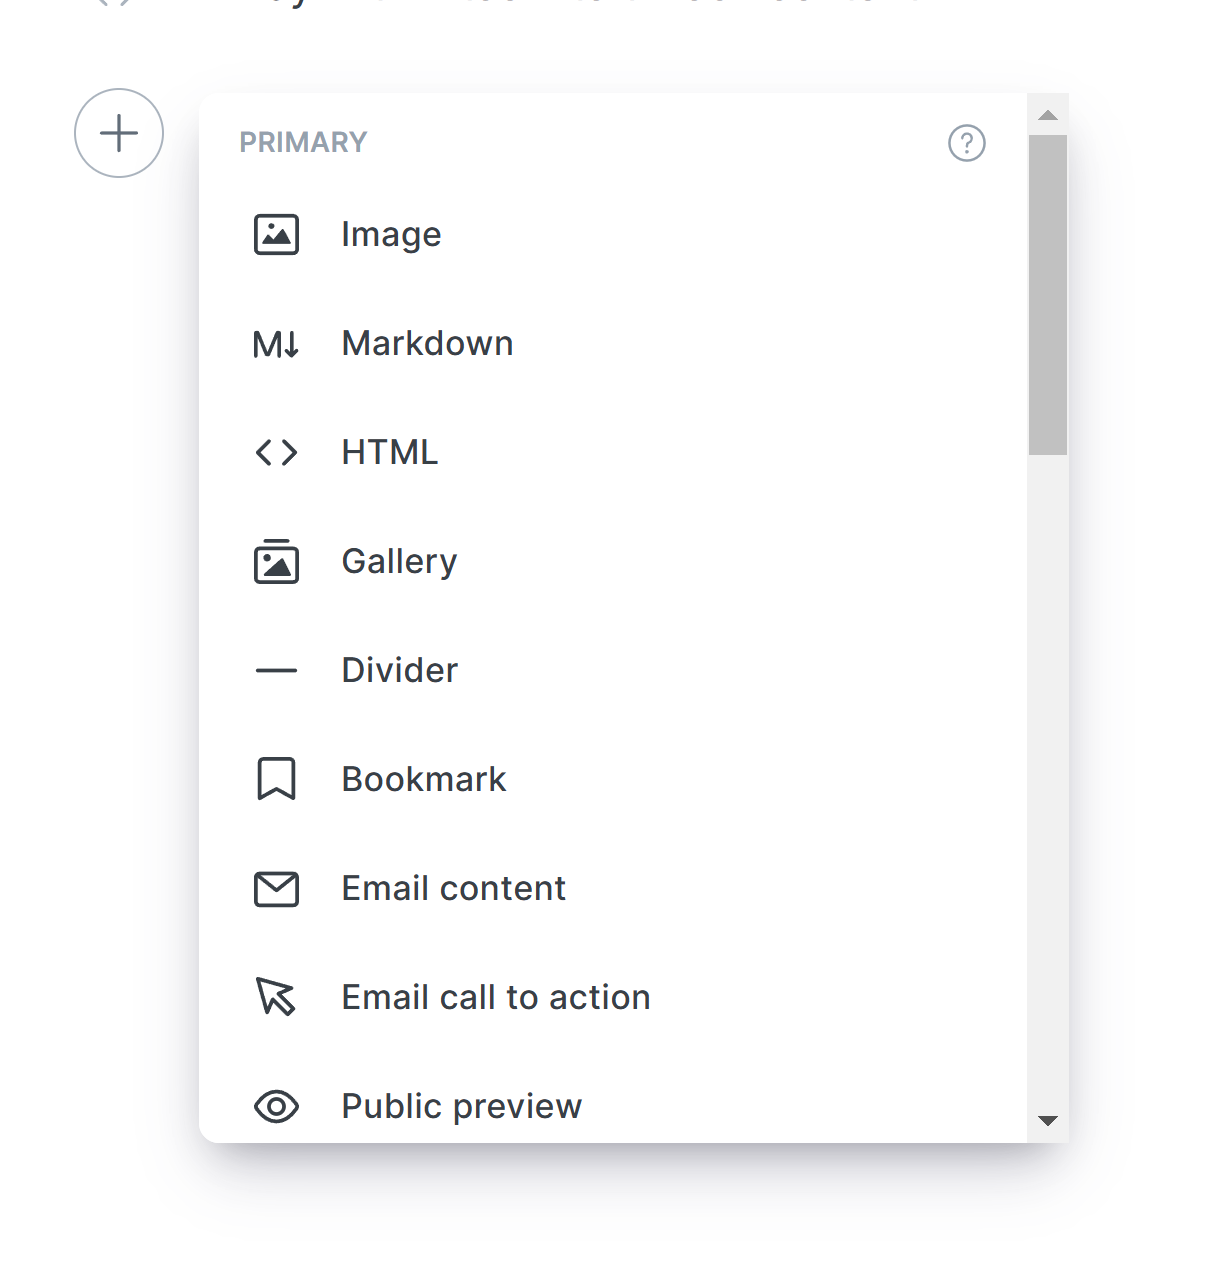 PRIMARY
Image
M↓ Markdown
HTML
Gallery
Divider
Bookmark
Email content
Email call to action
Public preview